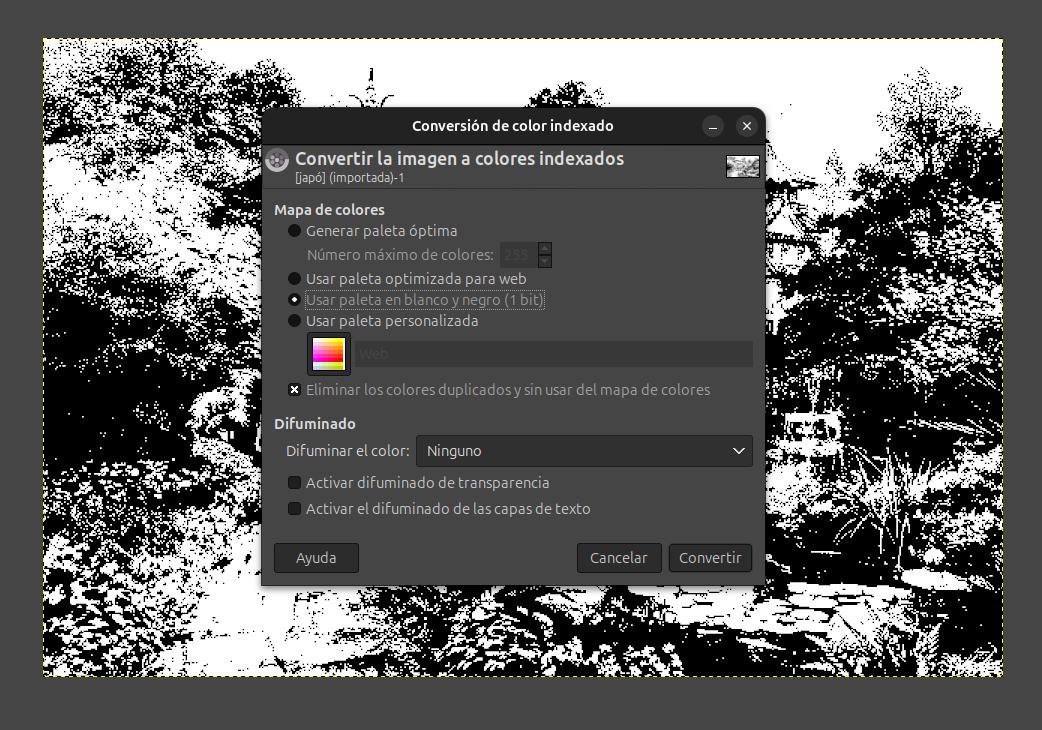 Conversión de color indexado
Convertir la imagen a colores indexados
[japó] (importada)-1
Mapa de colores
Generar paleta óptima
Número máximo de colores: 255
Usar paleta optimizada para web
Usar paleta en blanco y negro (1 bit)
Usar paleta personalizada
Web
Eliminar los colores duplicados y sin usar del mapa de colores
Difuminado
Difuminar el color: Ninguno
Activar difuminado de transparencia
Activar el difuminado de las capas de texto
Ayuda Cancelar Convertir